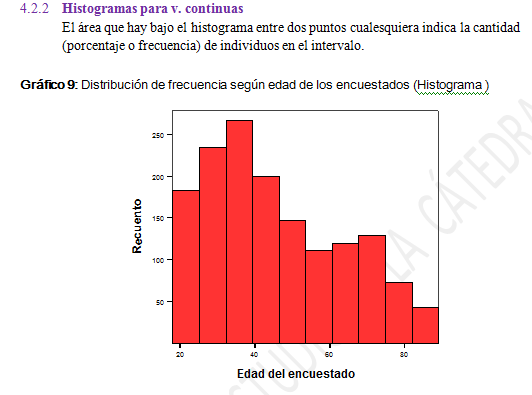 4.2.2 Histogramas para v. continuas
El área que hay bajo el histograma entre dos puntos cualesquiera indica la cantidad
(porcentaje o frecuencia) de individuos en el intervalo.
Gráfico 9: Distribución de frecuencia según edad de los encuestados (Histograma )
250
200
150
100
50
Recuento
20 40 60 80
Edad del encuestado
LA CÁTEDRA